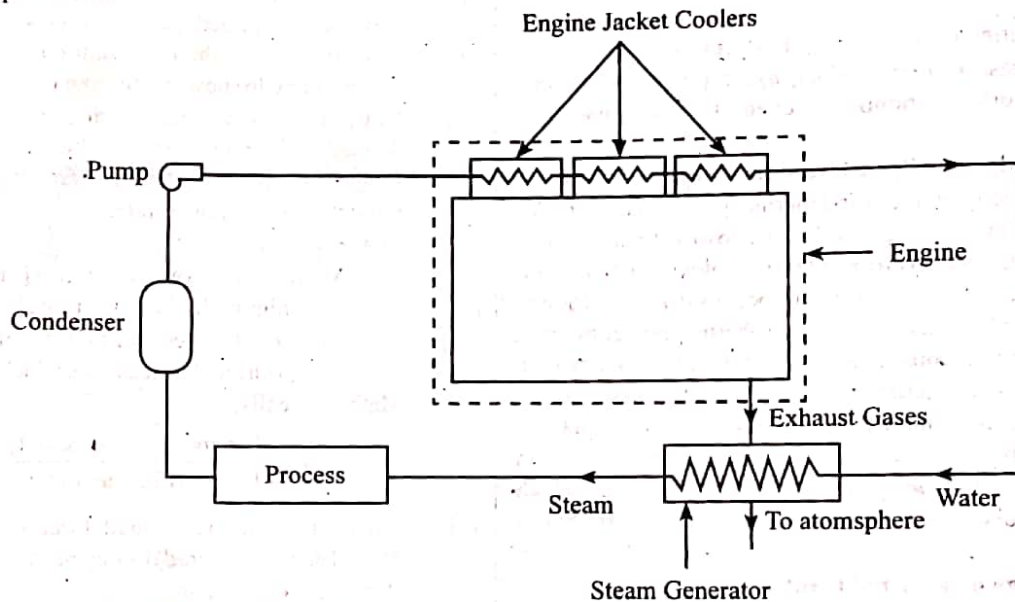 Engine Jacket Coolers
.Pump
Engine
Condenser
Exhaust Gases
Process
Steam
Water
To atomsphere
Steam Generator